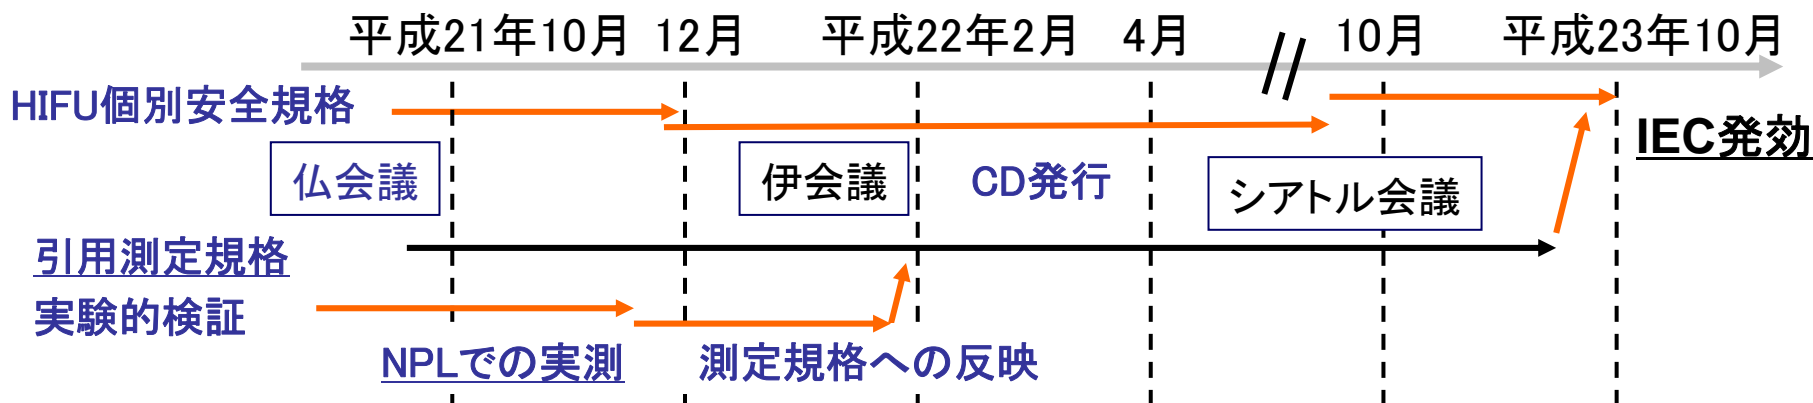 平成21年10月 12月 平成22年2月 4月 10月 平成23年10月
HIFU個別安全規格
IEC発効
仏会議 伊会議 CD発行 シアトル会議
引用測定規格
実験的検証
NPLでの実測 測定規格への反映